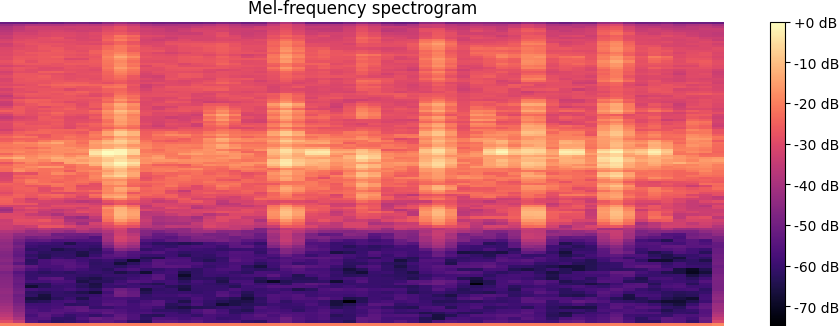 Mel-frequency spectrogram
+0 dB
-10 dB
-20 dB
-30 dB
-40 dB
-50 dB
-60 dB
-70 dB